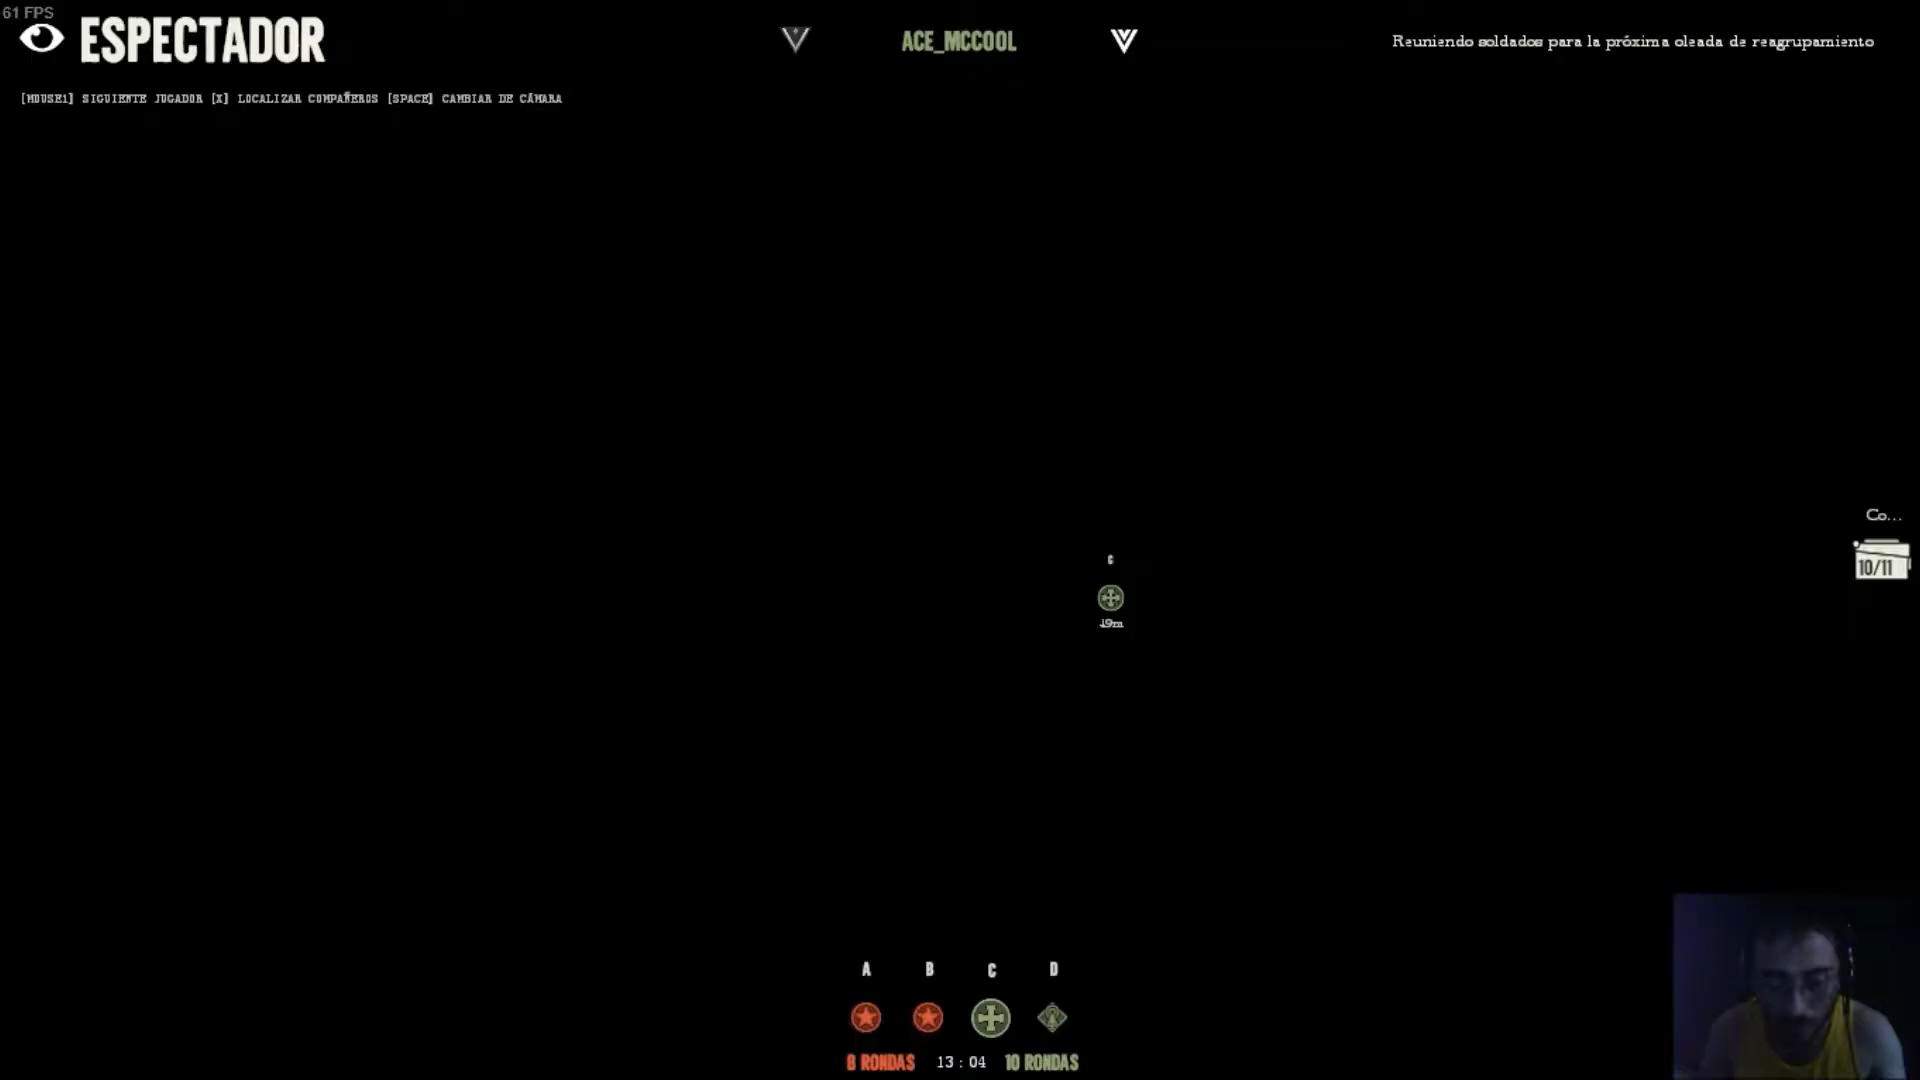 61 FPS
ESPECTADOR
ACE_MCCOOL
Reuniendo soldados para la próxima oleada de reagrupamiento
[MOUSE1] SIGUIENTE JUGADOR [X] LOCALIZAR COMPAÑEROS [SPACE] CAMBIAR DE CÁMARA
Co...
10/11
C
A B C D
8 RONDAS 13 : 04 10 RONDAS